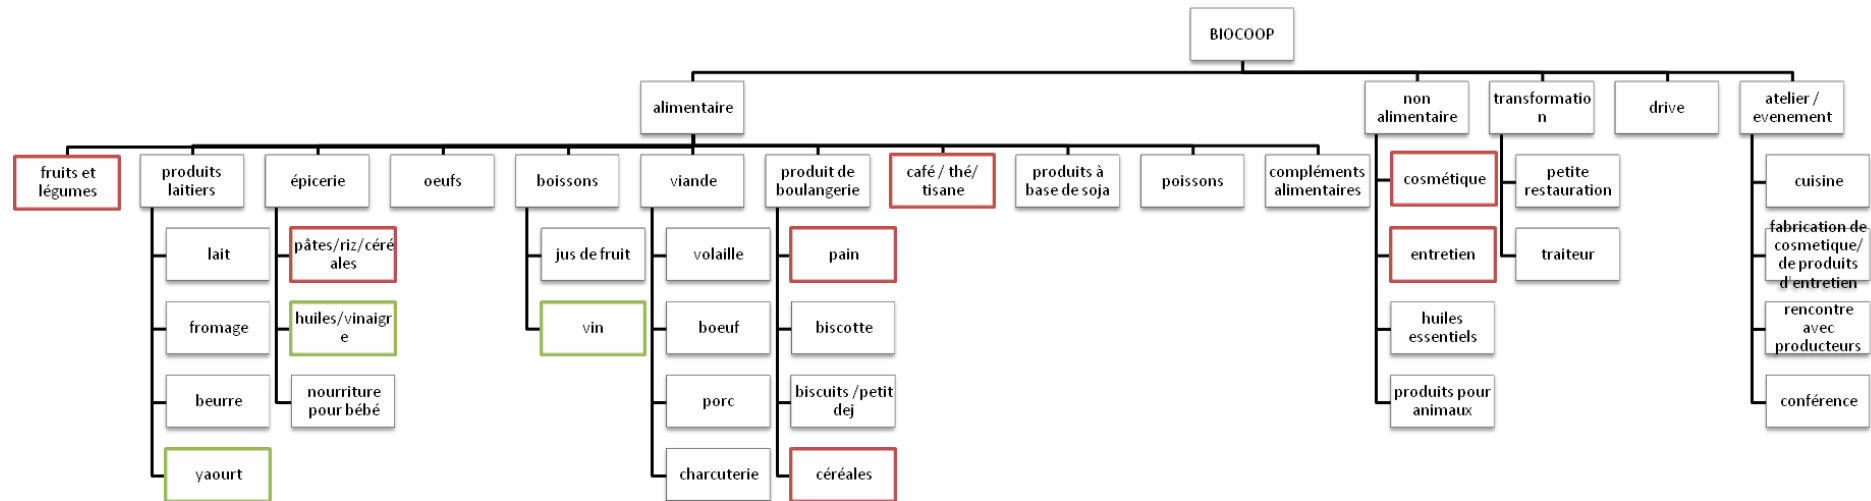 BIOCOOP
alimentaire
non
alimentaire
transformatio
n
drive
atelier /
evenement
fruits et
légumes
produits
laitiers
épicerie
oeufs
boissons
viande
produit de
boulangerie
café / thé/
tisane
produits à
base de soja
poissons
compléments
alimentaires
cosmétique
petite
restauration
cuisine
lait
pâtes/riz/céré
ales
jus de fruit
volaille
pain
entretien
traiteur
fabrication de
cosmetique/
de produits
d'entretien
fromage
huiles/vinaigr
e
vin
boeuf
biscotte
huiles
essentiels
rencontre
avec
producteurs
beurre
nourriture
pour bébé
porc
biscuits /petit
dej
produits pour
animaux
conférence
yaourt
charcuterie
céréales